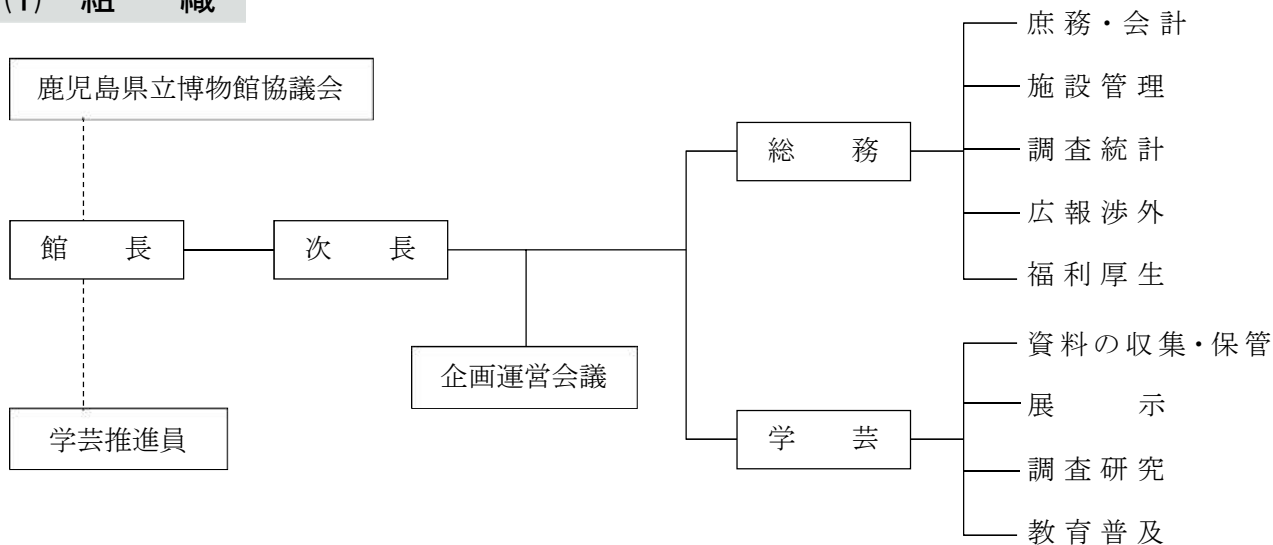 (1) 組織
鹿児島県立博物館協議会
館長
次長
企画運営会議
学芸推進員
総務
庶務・会計
施設管理
調査統計
広報渉外
福利厚生
学芸
資料の収集・保管
展示
調査研究
教育普及